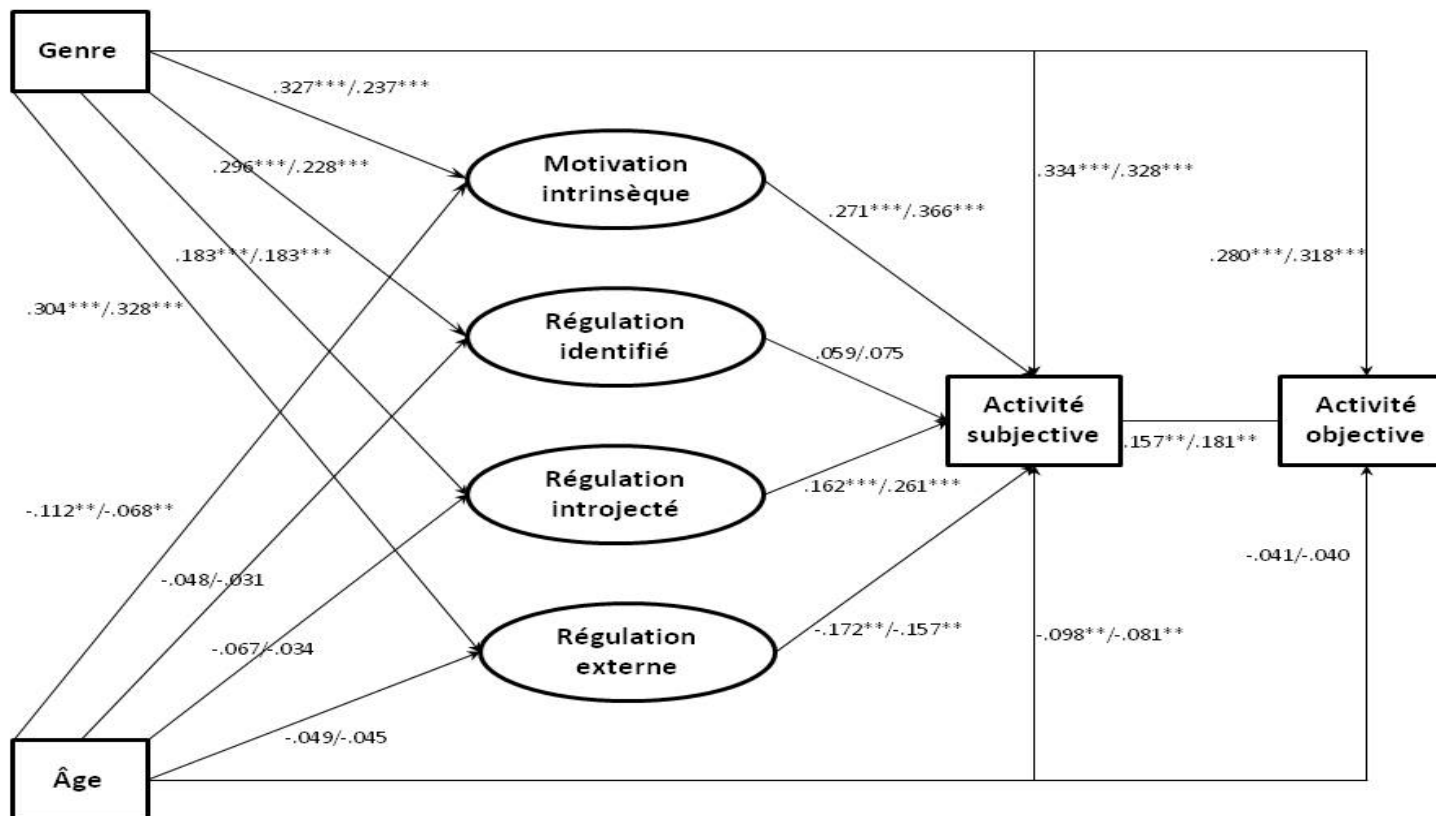 Genre
.327***/.237***
.296***/.228***
Motivation
intrinsèque
.334***/.328***
.271***/.366***
.183***/.183***
.280***/.318***
.304***/.328***
Régulation
identifié
.059/.075
Activité
subjective
Activité
objective
.157**/.181**
Régulation
introjecté
.162***/.261***
-.112**/-.068**
-.041/-.040
-.048/-.031
-.172**/-.157**
-.098**/-.081**
Régulation
externe
-.067/-.034
-.049/-.045
Âge